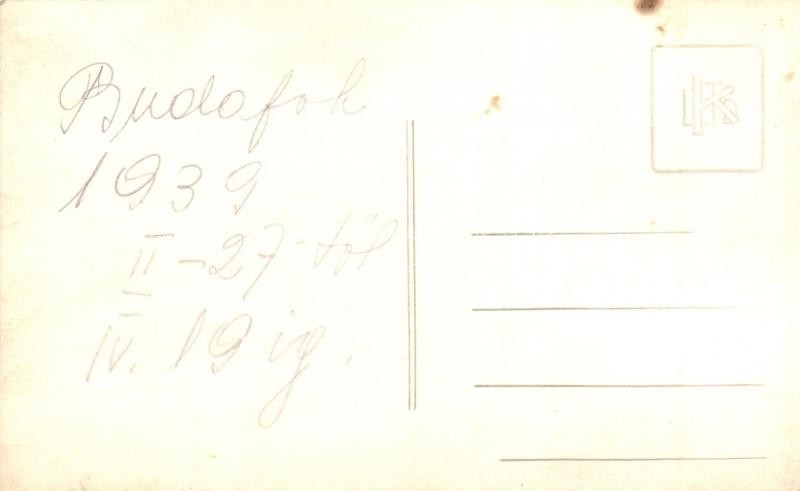 Budafok
1939
II-27-től
IV. 19 ig.